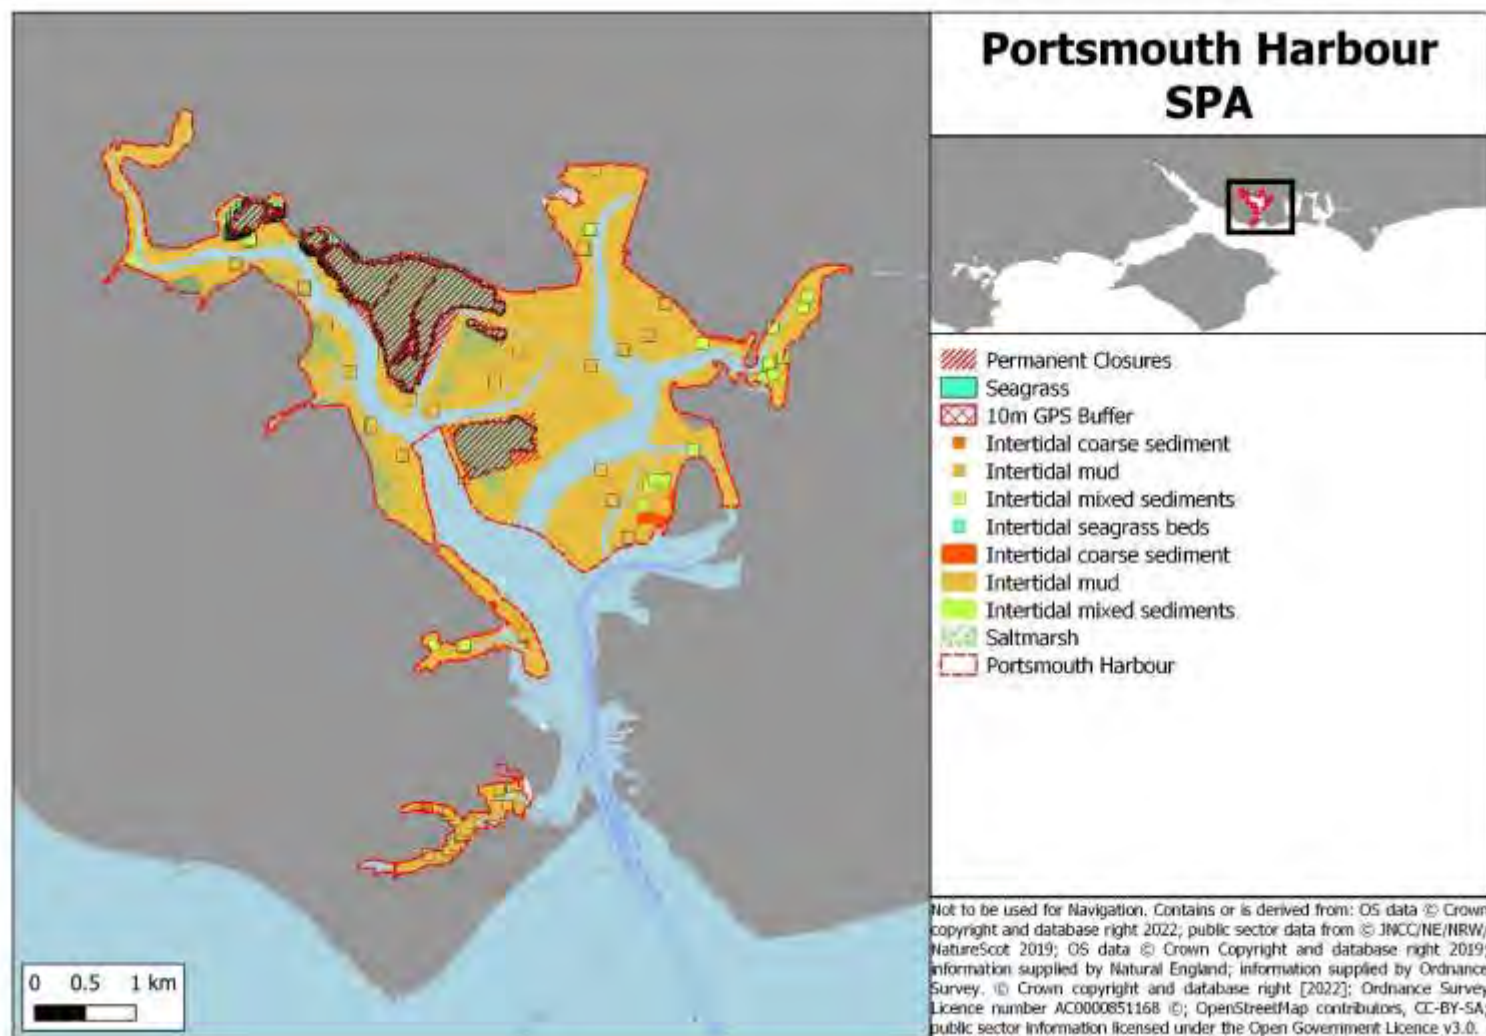 Portsmouth Harbour
SPA
Permanent Closures
Seagrass
10m GPS Buffer
Intertidal coarse sediment
Intertidal mud
Intertidal mixed sediments
Intertidal seagrass beds
Intertidal coarse sediment
Intertidal mud
Intertidal mixed sediments
Saltmarsh
Portsmouth Harbour
Not to be used for Navigation. Contains or is derived from: OS data © Crown
copyright and database right 2022; public sector data from © JNCC/NE/NRW/
NatureScot 2019; OS data © Crown Copyright and database right 2019;
information supplied by Natural England; information supplied by Ordnance
Survey. © Crown copyright and database right [2022]; Ordnance Survey
Licence number AC0000851168 ©; OpenStreetMap contributors, CC-BY-SA;
public sector information licensed under the Open Government Licence v3.0.
0 0.5 1 km